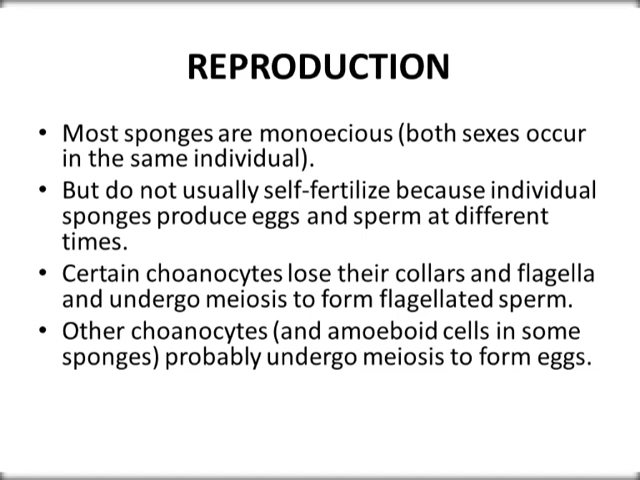 REPRODUCTION
• Most sponges are monoecious (both sexes occur
in the same individual).
• But do not usually self-fertilize because individual
sponges produce eggs and sperm at different
times.
• Certain choanocytes lose their collars and flagella
and undergo meiosis to form flagellated sperm.
• Other choanocytes (and amoeboid cells in some
sponges) probably undergo meiosis to form eggs.